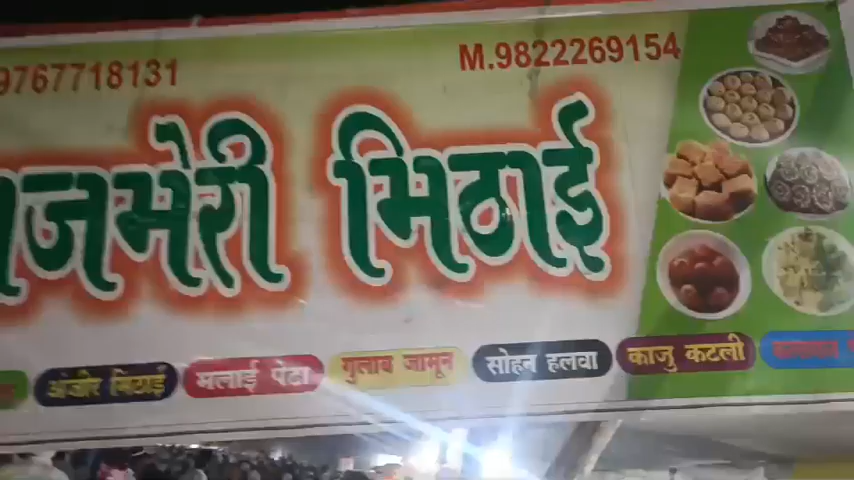 9767718131 M.9822269154
जमेरी मिठाई
अंजीर मिठाई मलाई पेठा गुलाब जामून सोहन हलवा काजु कटली